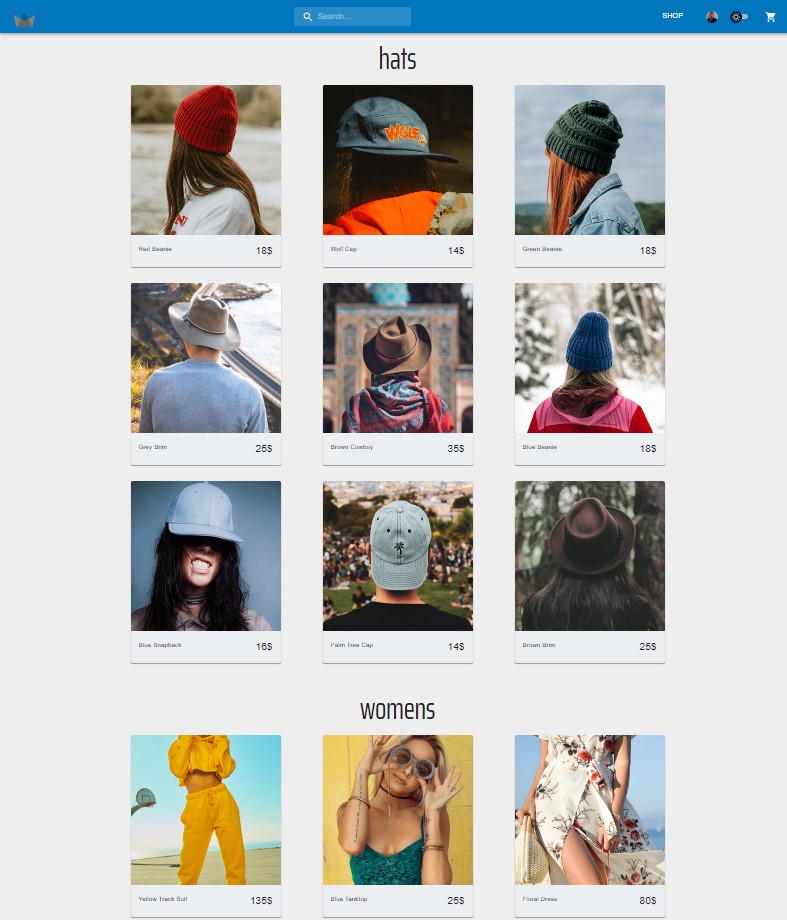 Search...
SHOP
hats
WOLF
Red Beanie 18$
Wolf Cap 14$
Green Beanie 18$
Grey Brim 25$
Brown Cowboy 35$
Blue Beanie 18$
Blue Snapback 16$
Palm Tree Cap 14$
Brown Brim 25$
womens
Yellow Track Suit 135$
Blue Tanktop 25$
Floral Dress 80$